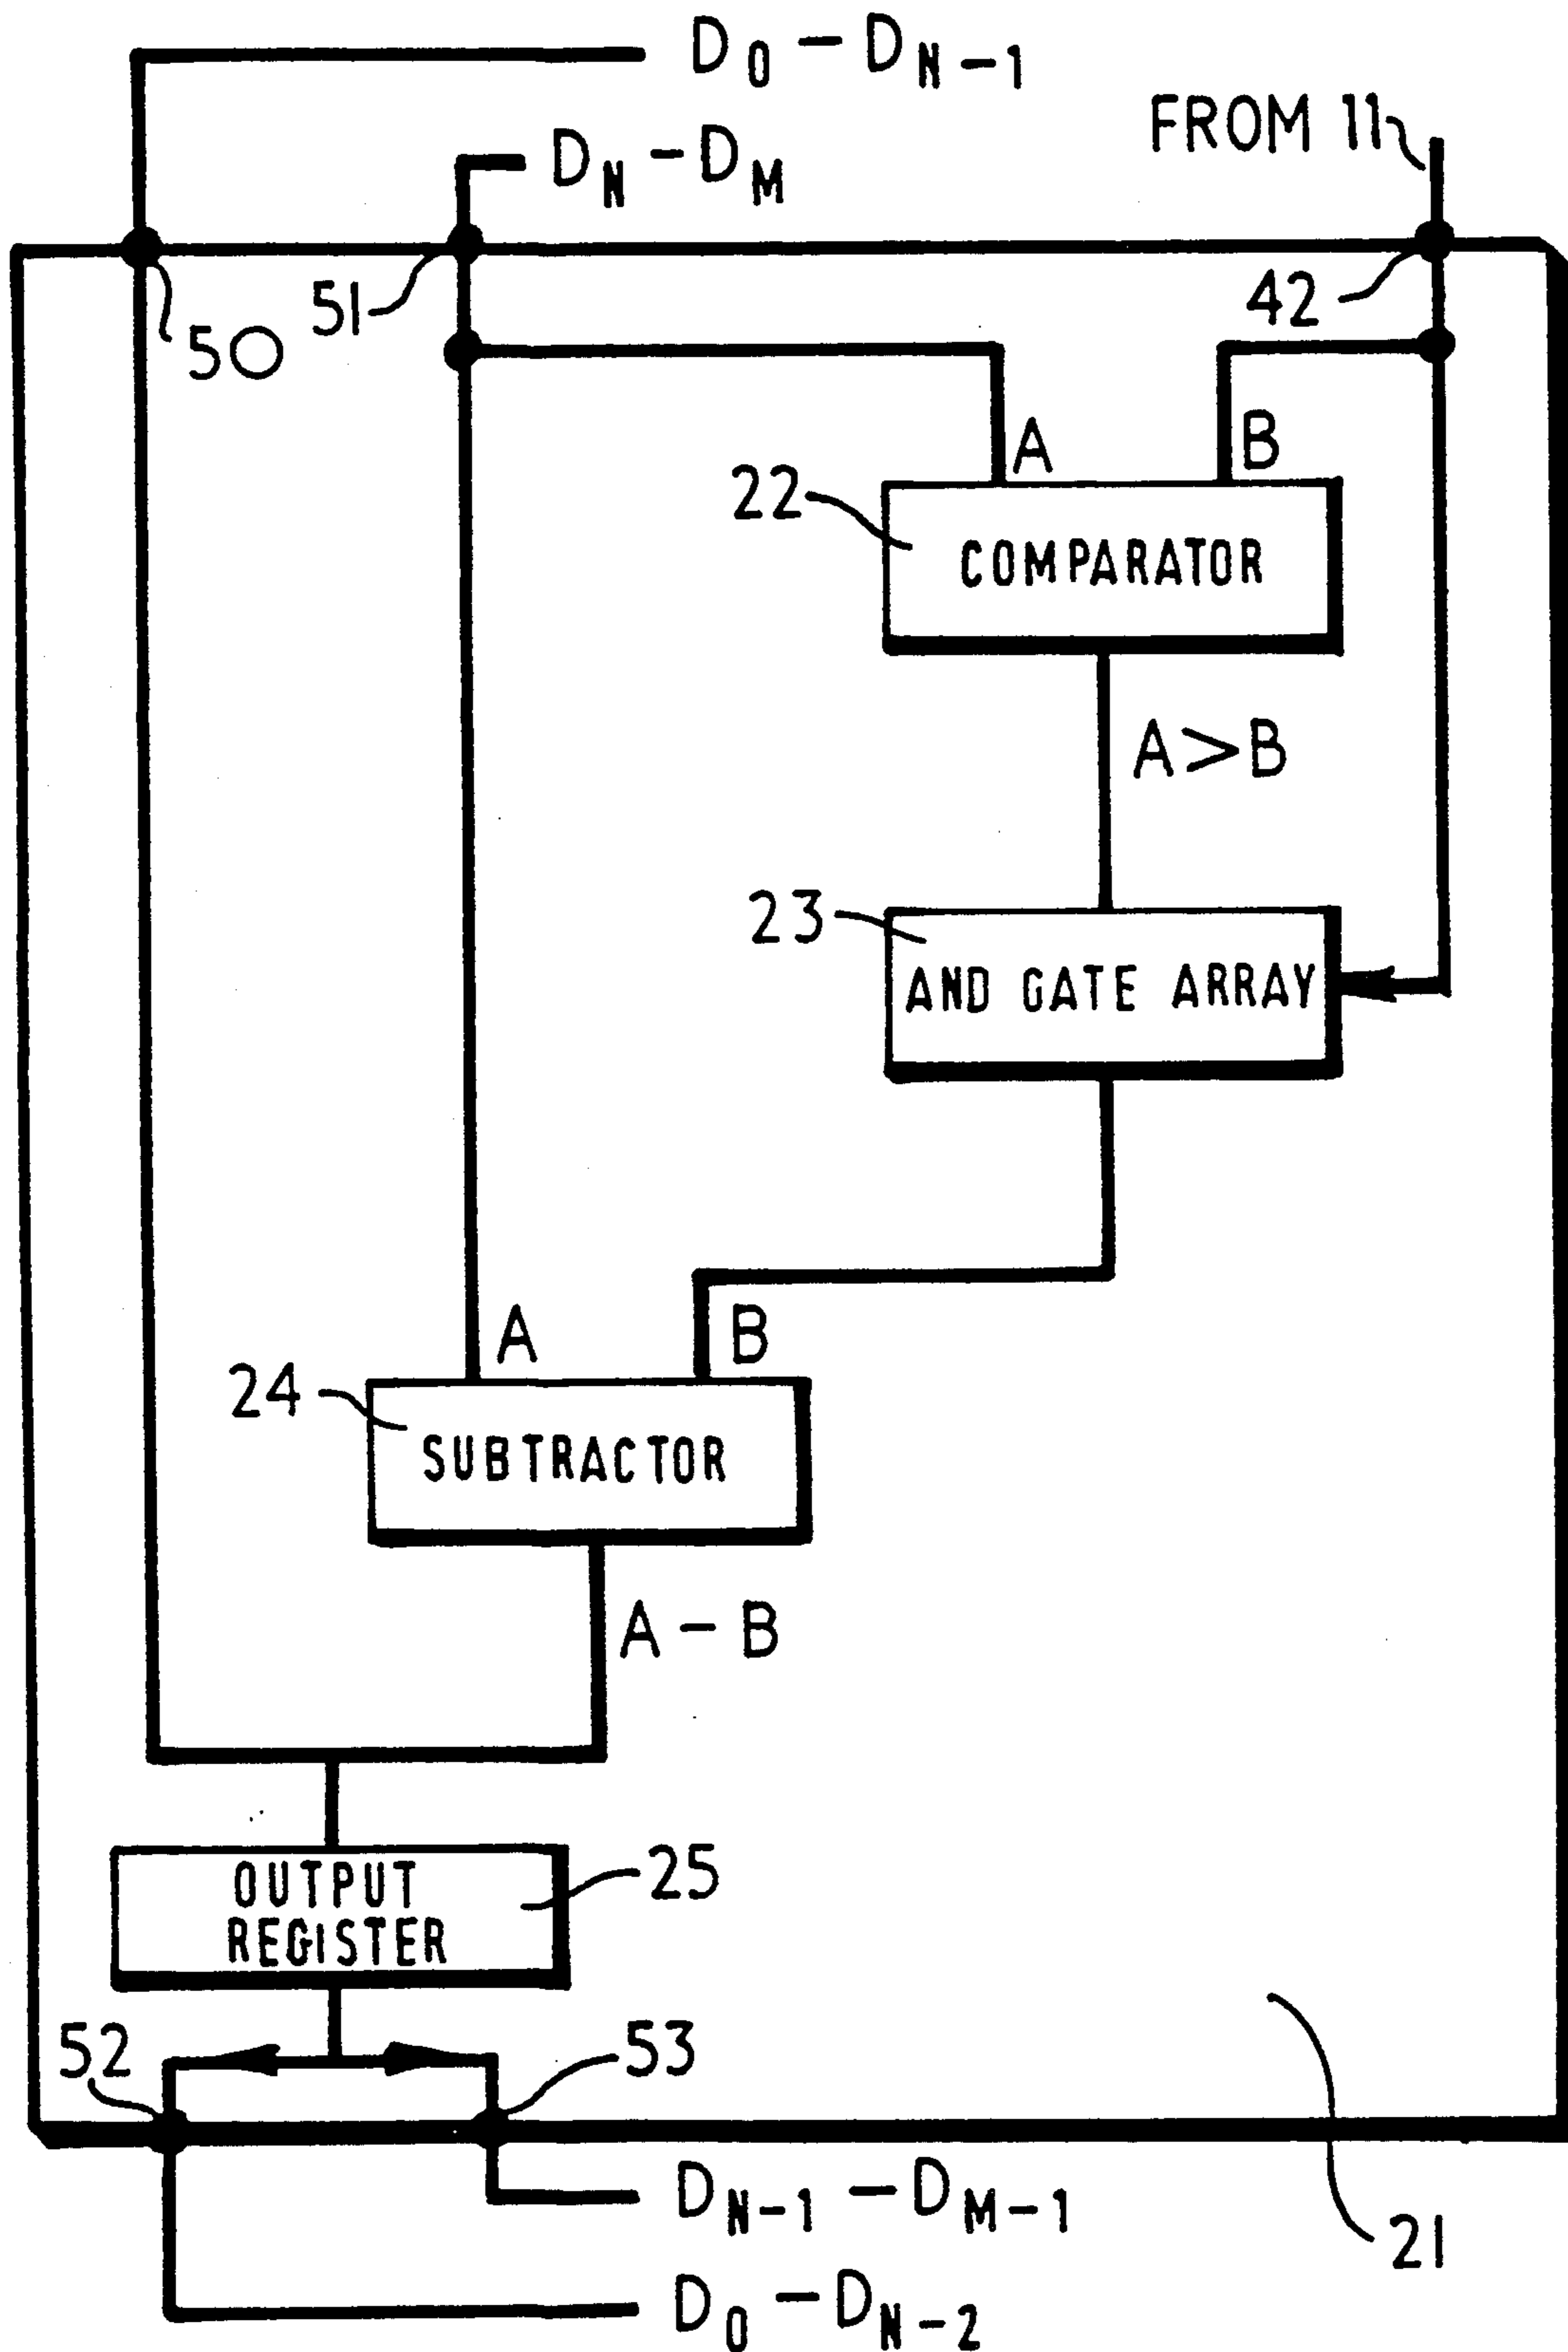 D0 – DN-1
DN – DM
FROM 11
50
51
42
A
B
22
COMPARATOR
A>B
23
AND GATE ARRAY
A
B
24
SUBTRACTOR
A – B
OUTPUT
REGISTER
25
52
53
DN-1 – DM-1
21
D0 – DN-2